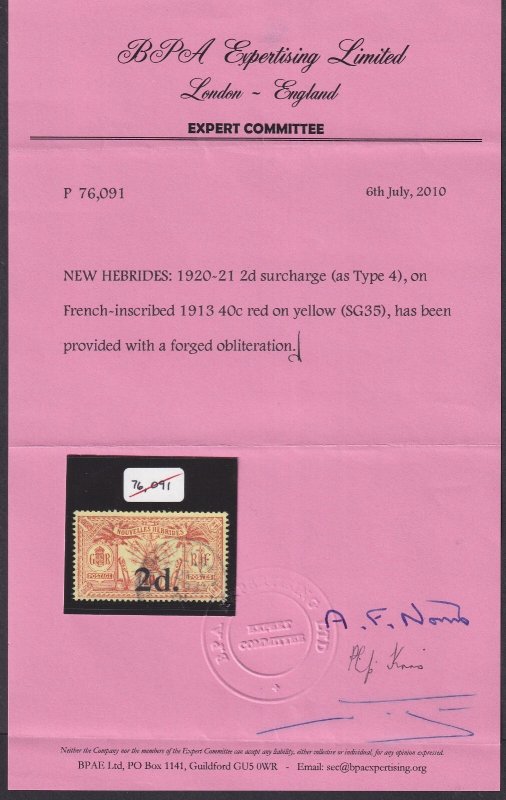 BPA Expertising Limited
London ~ England
EXPERT COMMITTEE
P 76,091
6th July, 2010
NEW HEBRIDES: 1920-21 2d surcharge (as Type 4), on
French-inscribed 1913 40c red on yellow (SG35), has been
provided with a forged obliteration.
76,091
NOUVELLES HEBRIDES
G R
R F
POSTAGE
POSTES
2d.
EXPERT
COMMITTEE
LTD
A. F. Norris
Neither the Company nor the members of the Expert Committee can accept any liability, either collective or individual, for any opinion expressed.
BPAE Ltd, PO Box 1141, Guildford GU5 0WR - Email: sec@bpaexpertising.org